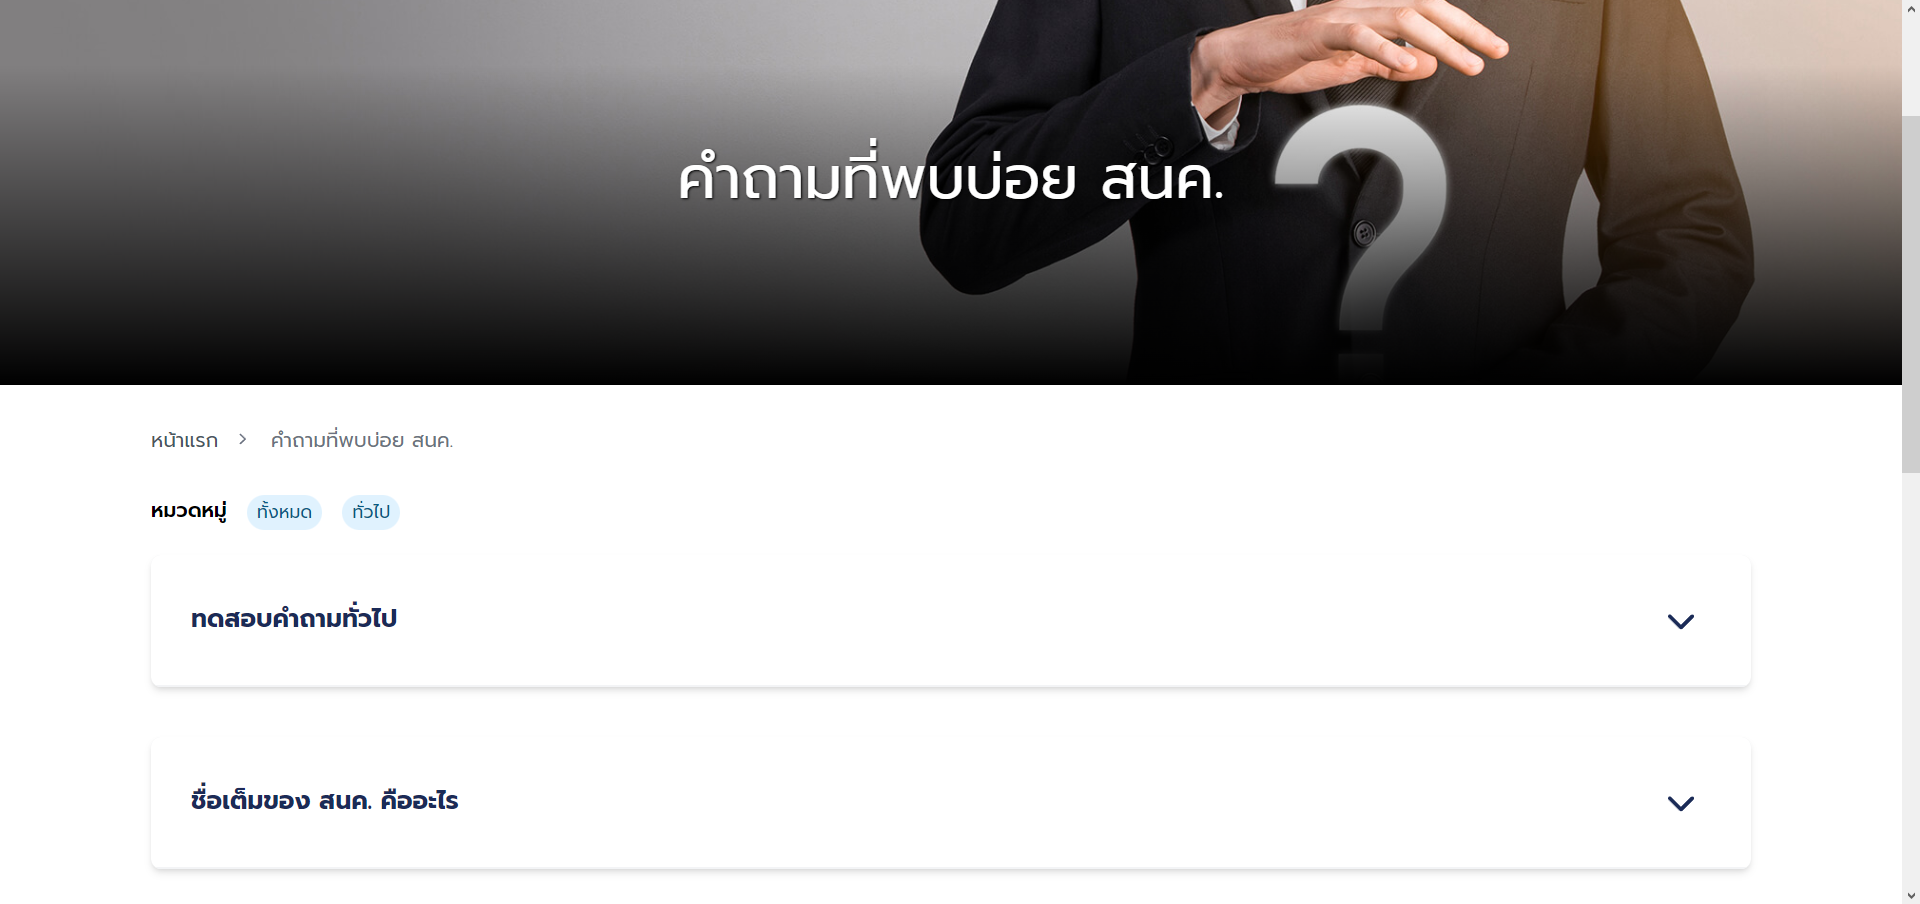 คำถามที่พบบ่อย สนค.
หน้าแรก > คำถามที่พบบ่อย สนค.
หมวดหมู่ ทั้งหมด ทั่วไป
ทดสอบคำถามทั่วไป
ชื่อเต็มของ สนค. คืออะไร